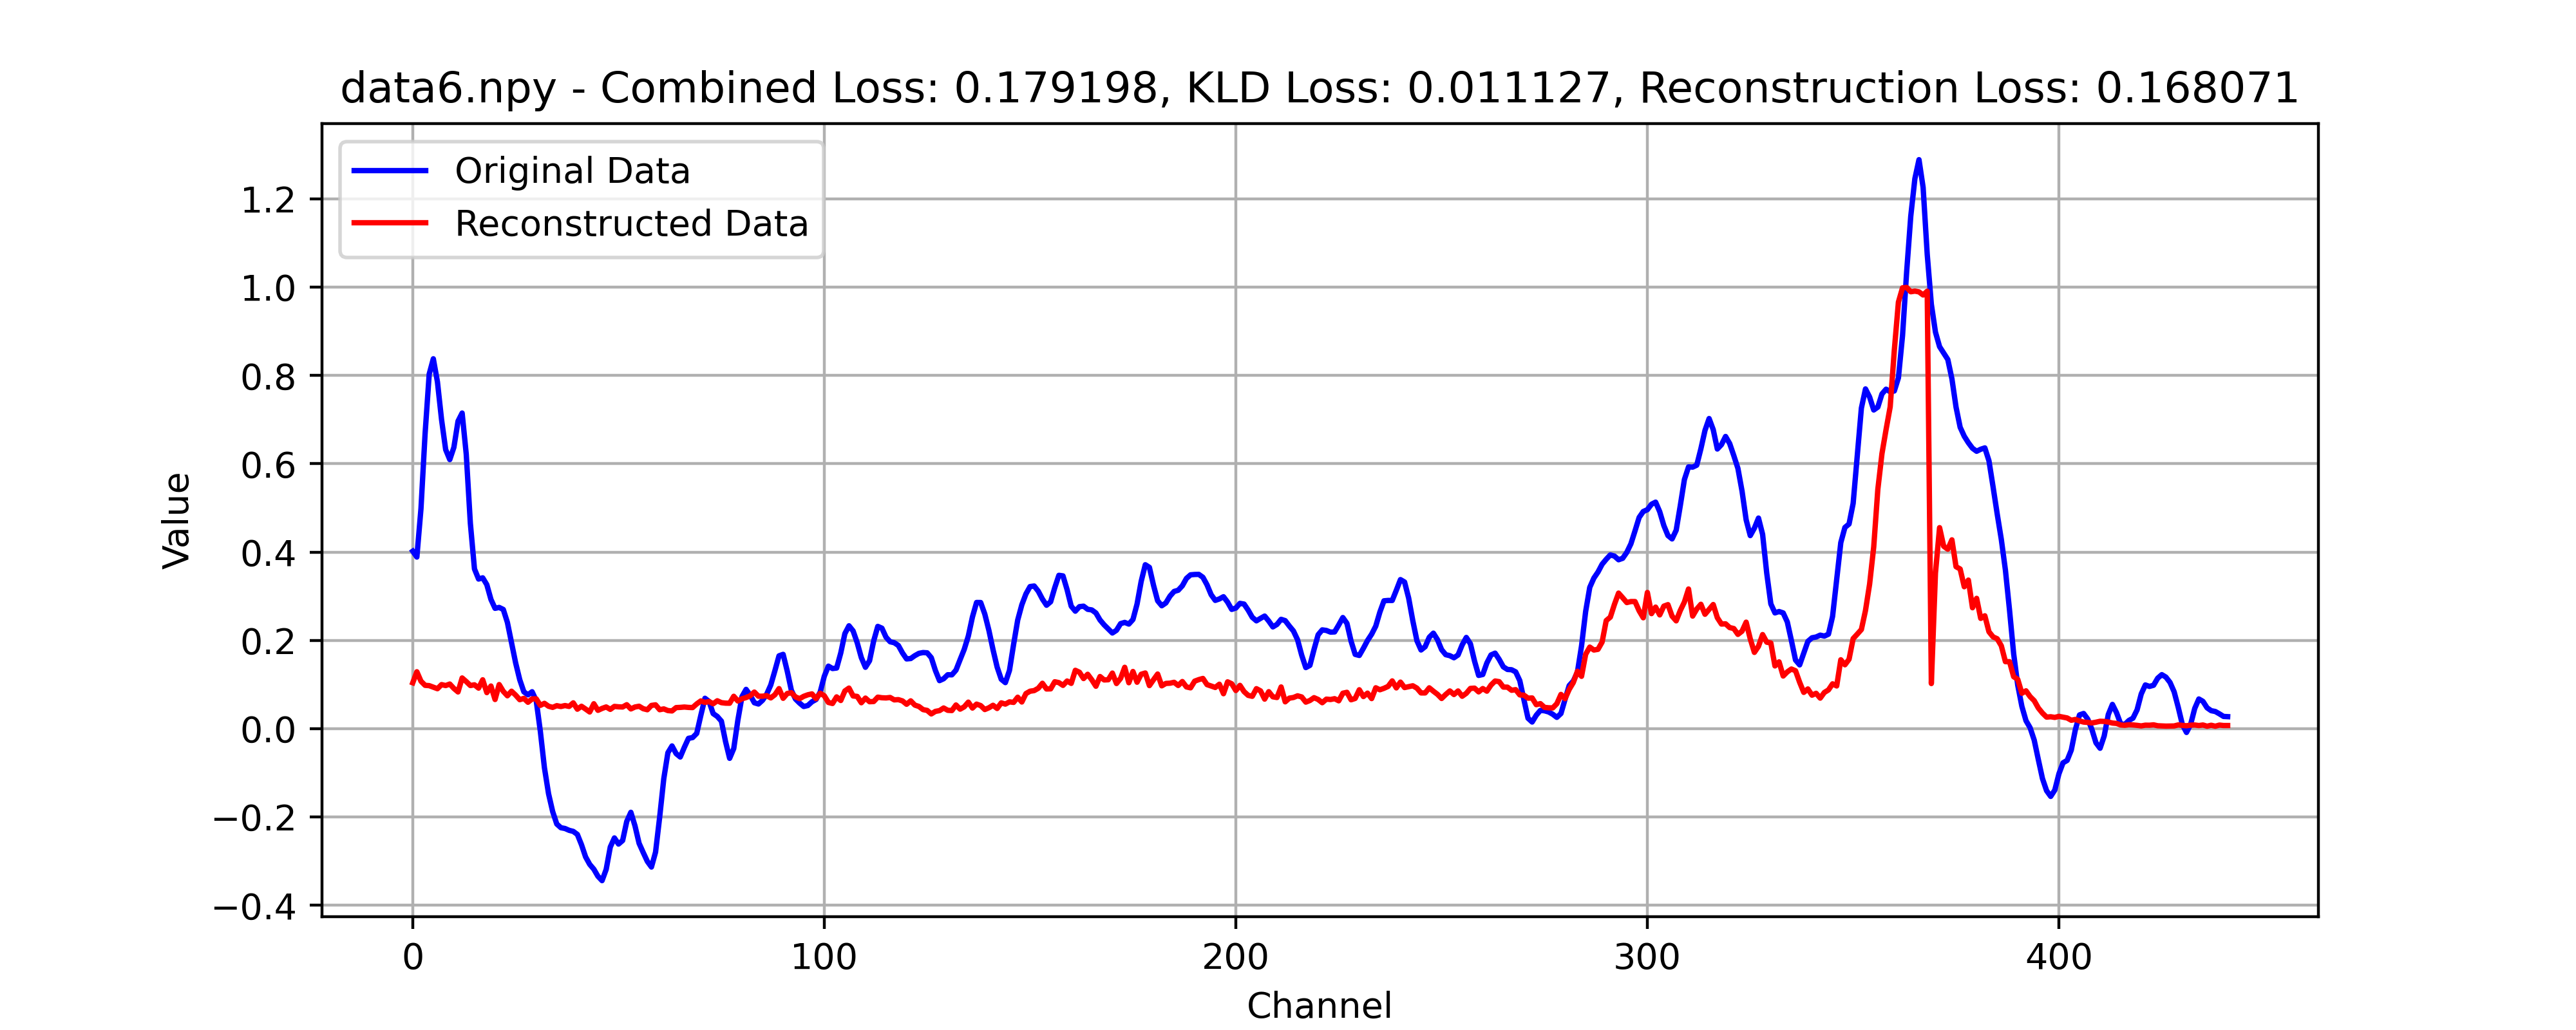 data6.npy - Combined Loss: 0.179198, KLD Loss: 0.011127, Reconstruction Loss: 0.168071
Original Data
Reconstructed Data
Value
1.2
1.0
0.8
0.6
0.4
0.2
0.0
−0.2
−0.4
0 100 200 300 400
Channel